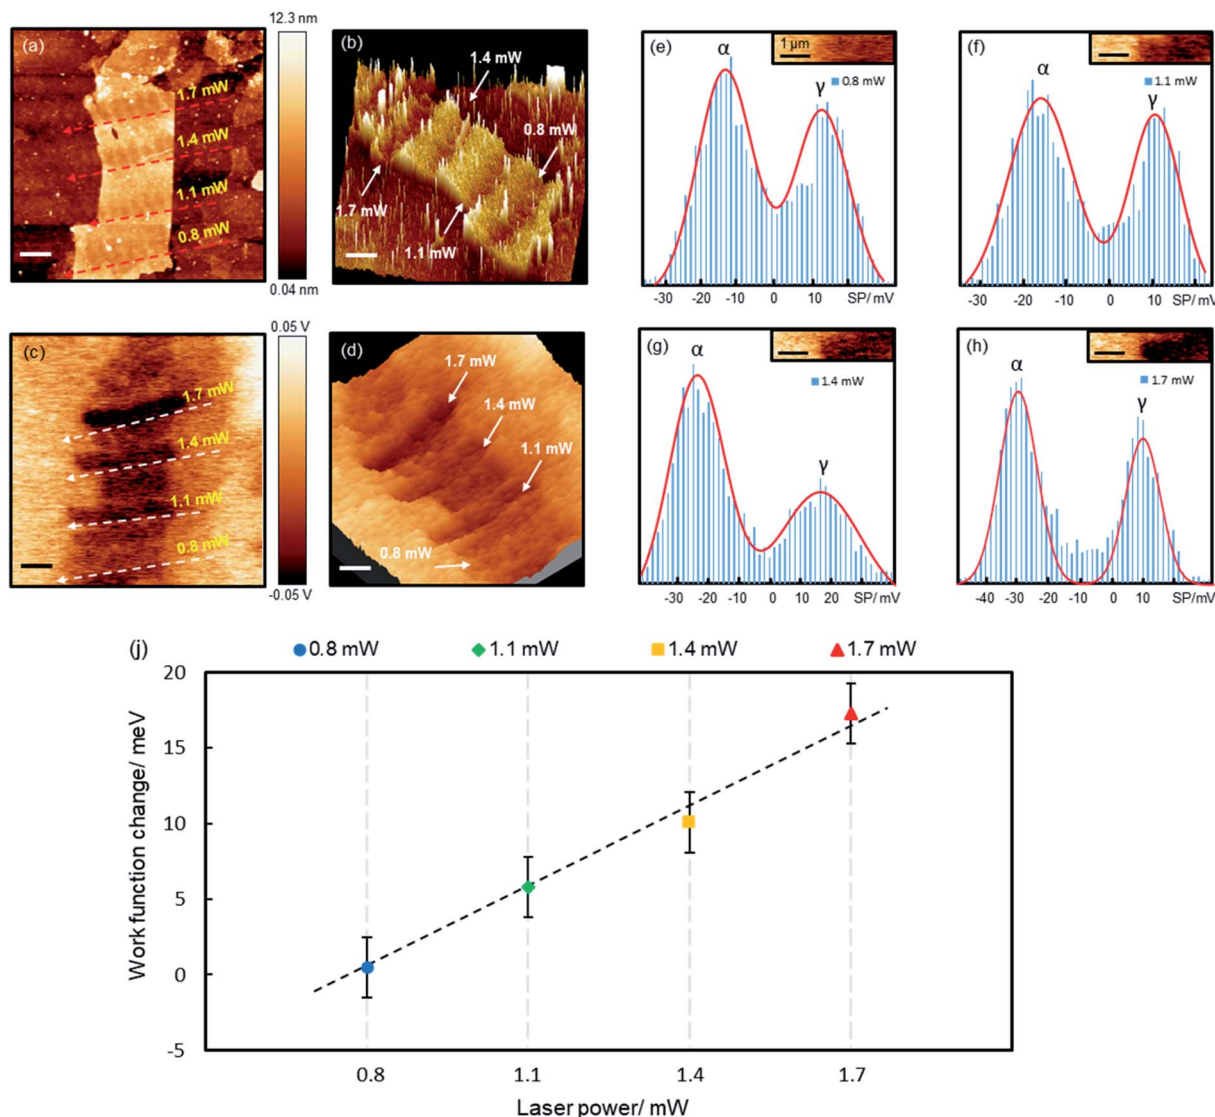 (a)
12.3 nm
1.7 mW
1.4 mW
1.1 mW
0.8 mW
0.04 nm
(b)
1.4 mW
0.8 mW
1.7 mW
1.1 mW
(c)
0.05 V
1.7 mW
1.4 mW
1.1 mW
0.8 mW
-0.05 V
(d)
1.7 mW
1.4 mW
1.1 mW
0.8 mW
(e)
α
1 μm
0.8 mW
γ
-30 -20 -10 0 10 SP/ mV
(f)
α
1.1 mW
γ
-30 -20 -10 0 10 SP/ mV
(g)
α
1.4 mW
γ
-30 -20 -10 0 10 20 SP/ mV
(h)
α
1.7 mW
γ
-40 -30 -20 -10 0 10 SP/ mV
(j)
0.8 mW 1.1 mW 1.4 mW 1.7 mW
Work function change/ meV
20
15
10
5
0
-5
0.8 1.1 1.4 1.7
Laser power/ mW